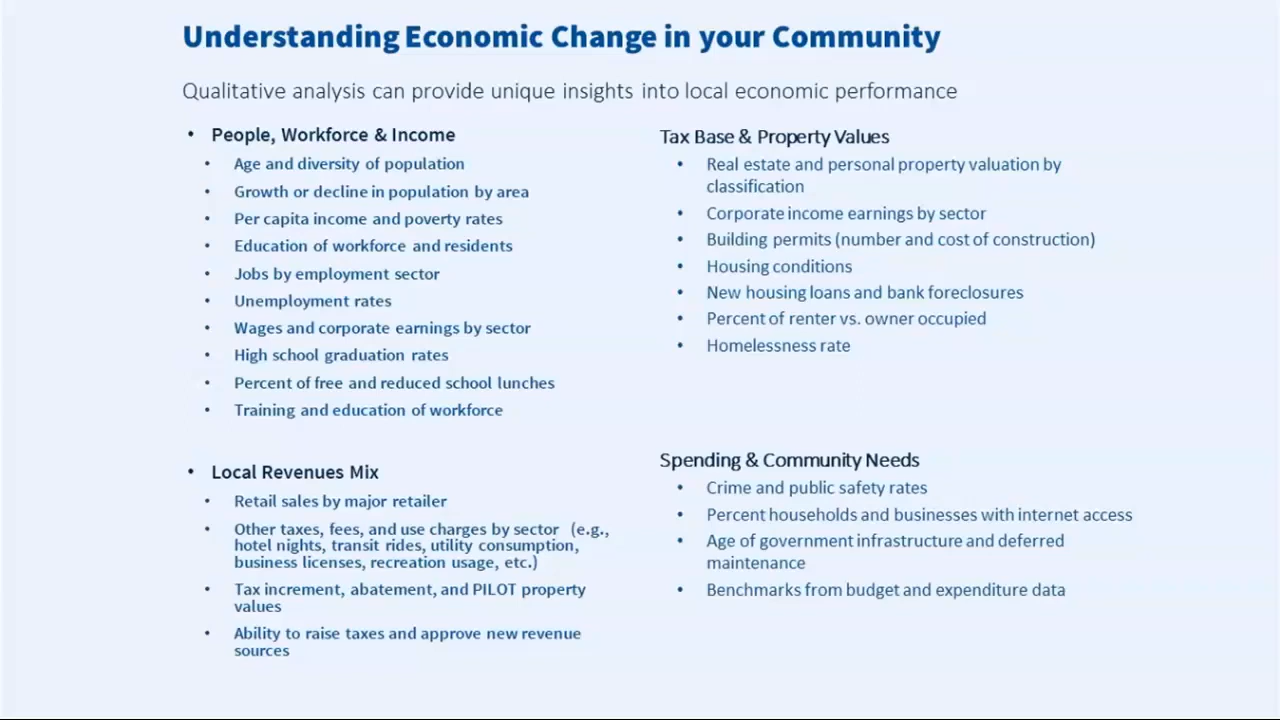 Understanding Economic Change in your Community
Qualitative analysis can provide unique insights into local economic performance
• People, Workforce & Income
• Age and diversity of population
• Growth or decline in population by area
• Per capita income and poverty rates
• Education of workforce and residents
• Jobs by employment sector
• Unemployment rates
• Wages and corporate earnings by sector
• High school graduation rates
• Percent of free and reduced school lunches
• Training and education of workforce
• Local Revenues Mix
• Retail sales by major retailer
• Other taxes, fees, and use charges by sector (e.g.,
hotel nights, transit rides, utility consumption,
business licenses, recreation usage, etc.)
• Tax increment, abatement, and PILOT property
values
• Ability to raise taxes and approve new revenue
sources
Tax Base & Property Values
• Real estate and personal property valuation by
classification
• Corporate income earnings by sector
• Building permits (number and cost of construction)
• Housing conditions
• New housing loans and bank foreclosures
• Percent of renter vs. owner occupied
• Homelessness rate
Spending & Community Needs
• Crime and public safety rates
• Percent households and businesses with internet access
• Age of government infrastructure and deferred
maintenance
• Benchmarks from budget and expenditure data